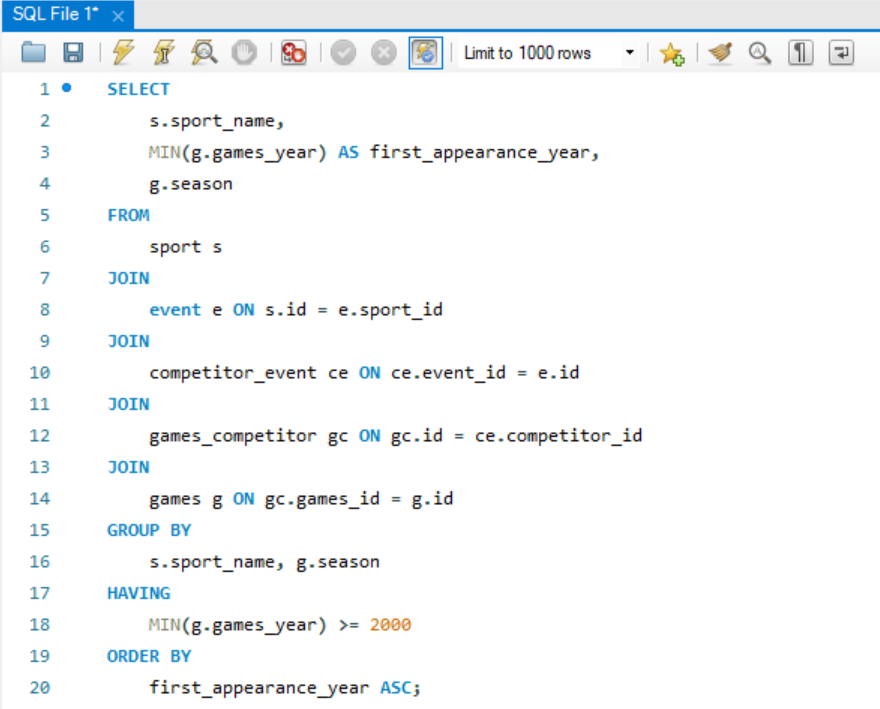 SQL File 1*
Limit to 1000 rows
1 SELECT
2 s.sport_name,
3 MIN(g.games_year) AS first_appearance_year,
4 g.season
5 FROM
6 sport s
7 JOIN
8 event e ON s.id = e.sport_id
9 JOIN
10 competitor_event ce ON ce.event_id = e.id
11 JOIN
12 games_competitor gc ON gc.id = ce.competitor_id
13 JOIN
14 games g ON gc.games_id = g.id
15 GROUP BY
16 s.sport_name, g.season
17 HAVING
18 MIN(g.games_year) >= 2000
19 ORDER BY
20 first_appearance_year ASC;